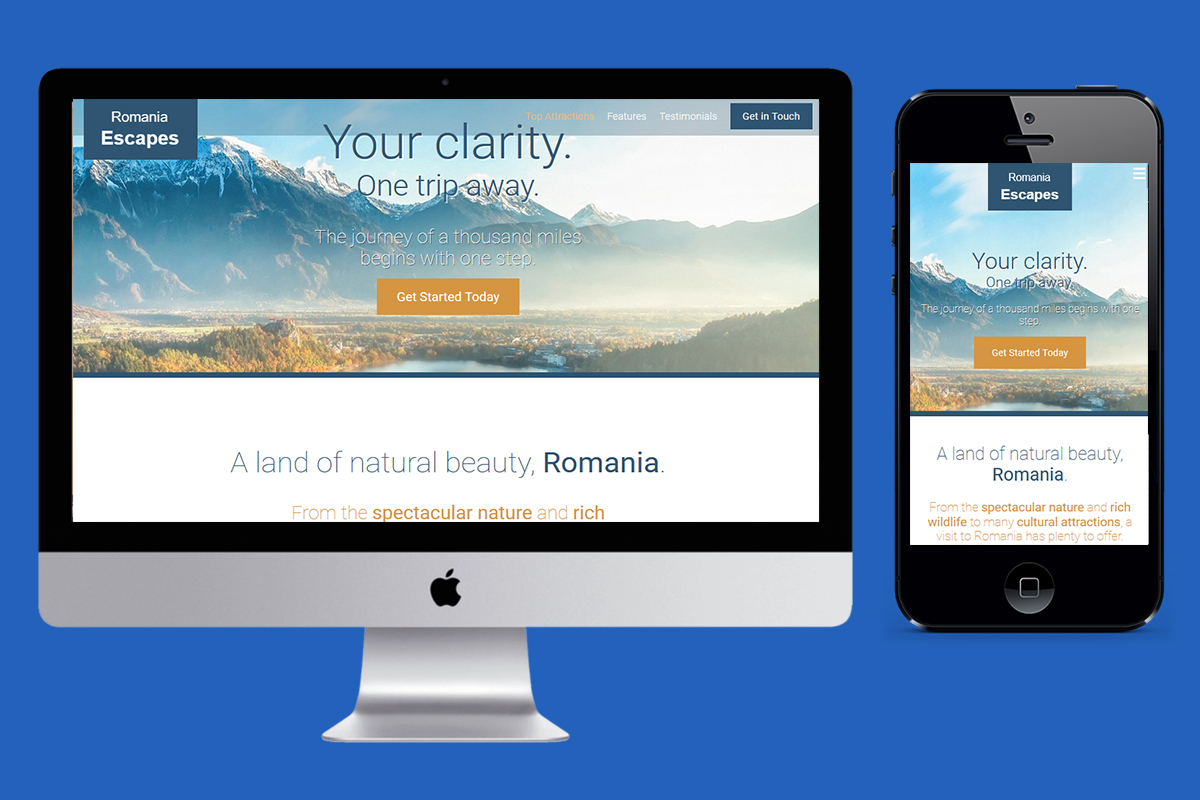 Romania
Escapes
Top Attractions Features Testimonials Get in Touch
Your clarity.
One trip away.
The journey of a thousand miles
begins with one step.
Get Started Today
A land of natural beauty, Romania.
From the spectacular nature and rich
Romania
Escapes
Your clarity.
One trip away.
The journey of a thousand miles begins with one
step.
Get Started Today
A land of natural beauty,
Romania.
From the spectacular nature and rich
wildlife to many cultural attractions, a
visit to Romania has plenty to offer.